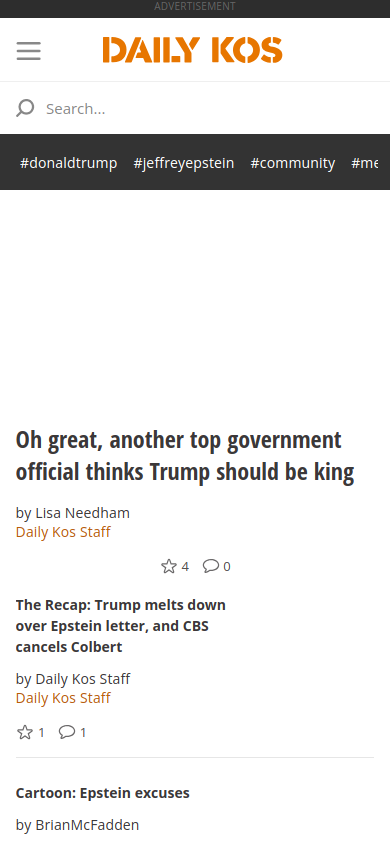 ADVERTISEMENT
DAILY KOS
Search...
#donaldtrump #jeffreyepstein #community #me
Oh great, another top government
official thinks Trump should be king
by Lisa Needham
Daily Kos Staff
4 0
The Recap: Trump melts down
over Epstein letter, and CBS
cancels Colbert
by Daily Kos Staff
Daily Kos Staff
1 1
Cartoon: Epstein excuses
by BrianMcFadden